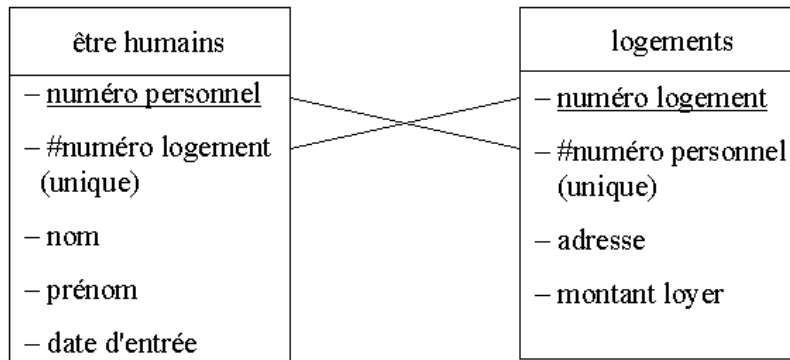 être humains
– numéro personnel
– #numéro logement
(unique)
– nom
– prénom
– date d'entrée
logements
– numéro logement
– #numéro personnel
(unique)
– adresse
– montant loyer